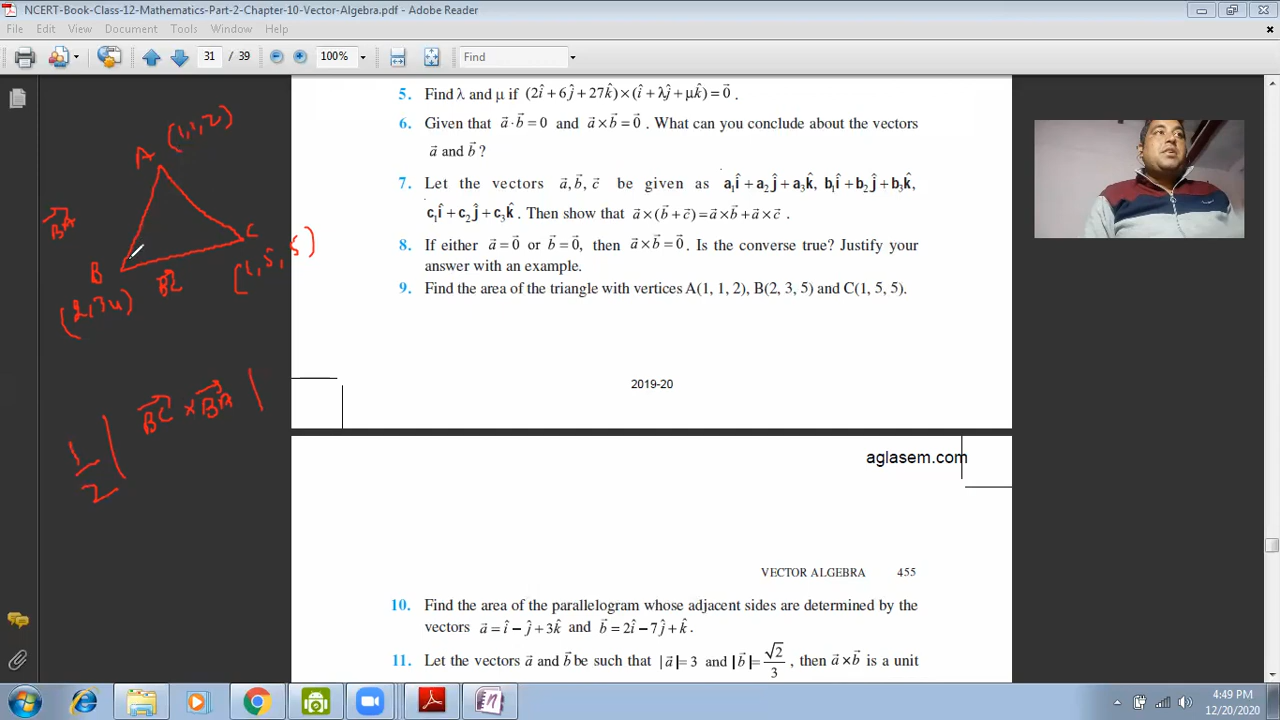 NCERT-Book-Class-12-Mathematics-Part-2-Chapter-10-Vector-Algebra.pdf - Adobe Reader
File Edit View Document Tools Window Help
31 / 39 100% Find
5. Find λ and μ if (2î + 6ĵ + 27k̂) × (î + λĵ + μk̂) = 0⃗ .
6. Given that a⃗ · b⃗ = 0 and a⃗ × b⃗ = 0⃗ . What can you conclude about the vectors
a⃗ and b⃗ ?
7. Let the vectors a⃗, b⃗, c⃗ be given as a₁î + a₂ĵ + a₃k̂, b₁î + b₂ĵ + b₃k̂,
c₁î + c₂ĵ + c₃k̂. Then show that a⃗ × (b⃗ + c⃗) = a⃗ × b⃗ + a⃗ × c⃗ .
8. If either a⃗ = 0⃗ or b⃗ = 0⃗, then a⃗ × b⃗ = 0⃗. Is the converse true? Justify your
answer with an example.
9. Find the area of the triangle with vertices A(1, 1, 2), B(2, 3, 5) and C(1, 5, 5).
2019-20
aglasem.com
VECTOR ALGEBRA 455
10. Find the area of the parallelogram whose adjacent sides are determined by the
vectors a⃗ = î − ĵ + 3k̂ and b⃗ = 2î − 7ĵ + k̂ .
11. Let the vectors a⃗ and b⃗ be such that |a⃗| = 3 and |b⃗| = √2/3 , then a⃗ × b⃗ is a unit
A (1,1,2)
BA
B
C
BC
(1,5,5)
(2,3,4)
1/2 | BC × BA |
4:49 PM
12/20/2020